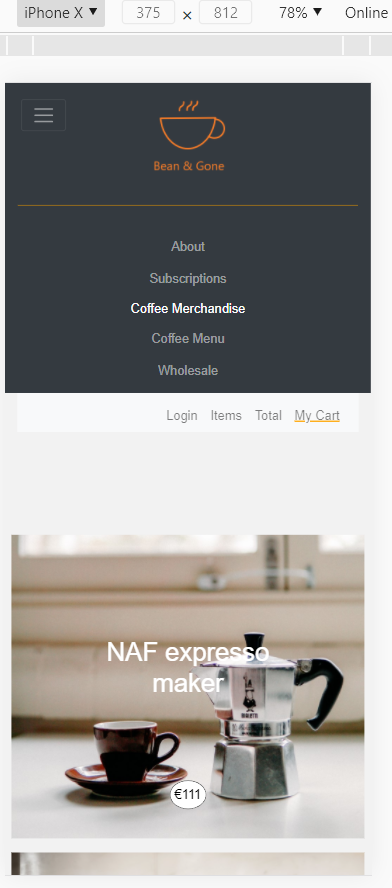 iPhone X ▼ 375 × 812 78% ▼ Online
Bean & Gone
About
Subscriptions
Coffee Merchandise
Coffee Menu
Wholesale
Login Items Total My Cart
NAF expresso
maker
BIALETTI
€111